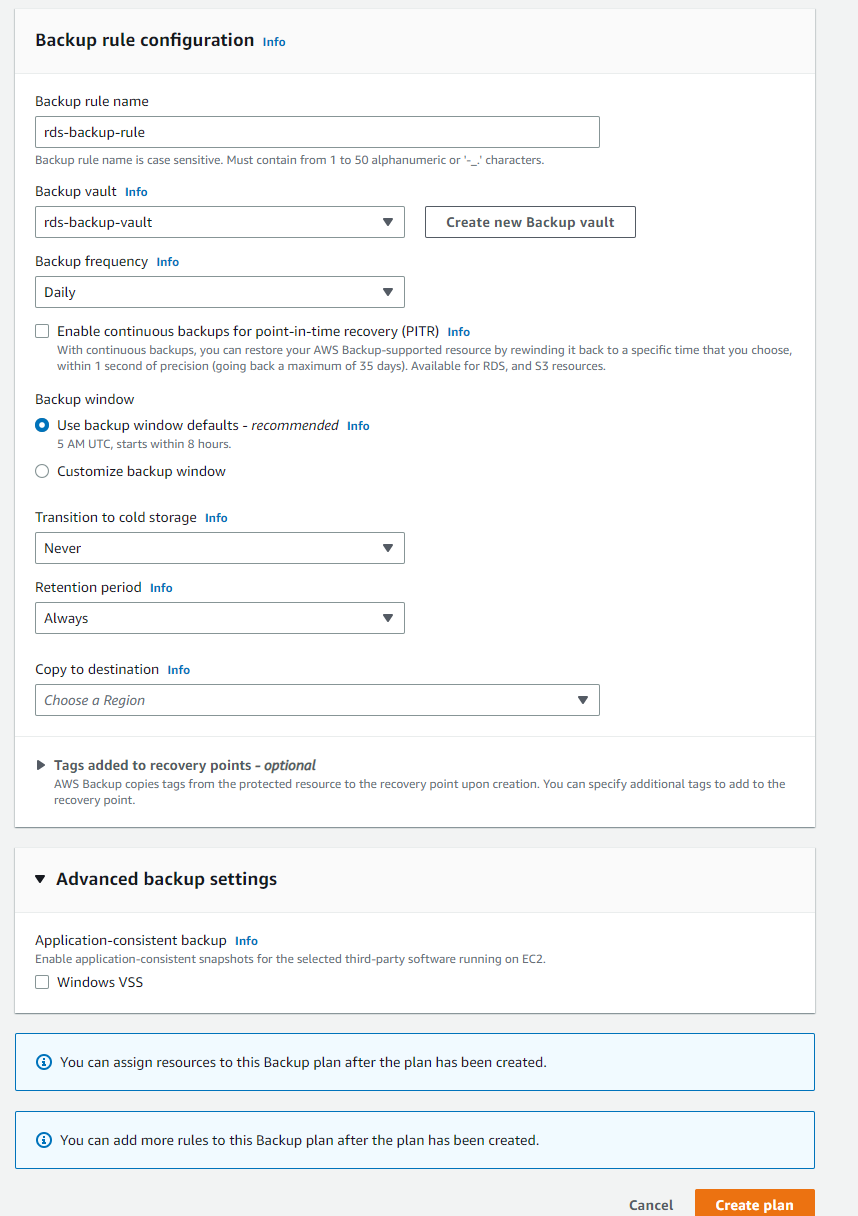 Backup rule configuration Info
Backup rule name
rds-backup-rule
Backup rule name is case sensitive. Must contain from 1 to 50 alphanumeric or '-_.' characters.
Backup vault Info
rds-backup-vault
Create new Backup vault
Backup frequency Info
Daily
Enable continuous backups for point-in-time recovery (PITR) Info
With continuous backups, you can restore your AWS Backup-supported resource by rewinding it back to a specific time that you choose,
within 1 second of precision (going back a maximum of 35 days). Available for RDS, and S3 resources.
Backup window
Use backup window defaults - recommended Info
5 AM UTC, starts within 8 hours.
Customize backup window
Transition to cold storage Info
Never
Retention period Info
Always
Copy to destination Info
Choose a Region
Tags added to recovery points - optional
AWS Backup copies tags from the protected resource to the recovery point upon creation. You can specify additional tags to add to the
recovery point.
Advanced backup settings
Application-consistent backup Info
Enable application-consistent snapshots for the selected third-party software running on EC2.
Windows VSS
You can assign resources to this Backup plan after the plan has been created.
You can add more rules to this Backup plan after the plan has been created.
Cancel Create plan